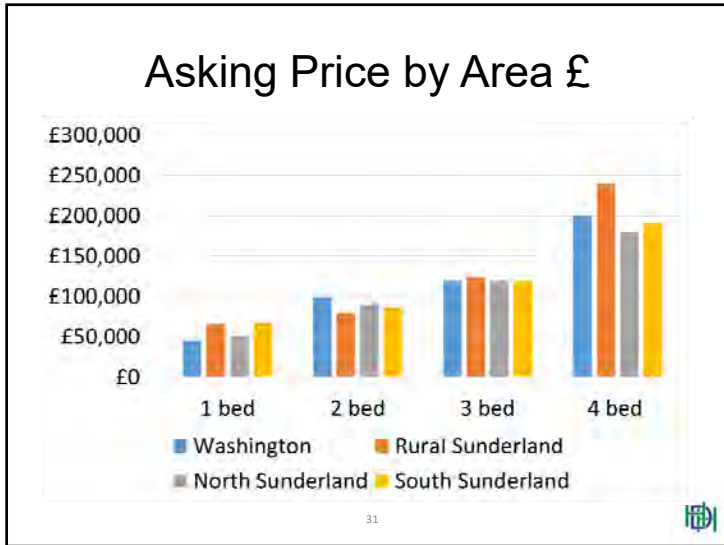 Asking Price by Area £
£300,000
£250,000
£200,000
£150,000
£100,000
£50,000
£0
1 bed 2 bed 3 bed 4 bed
Washington Rural Sunderland
North Sunderland South Sunderland
31
HDH